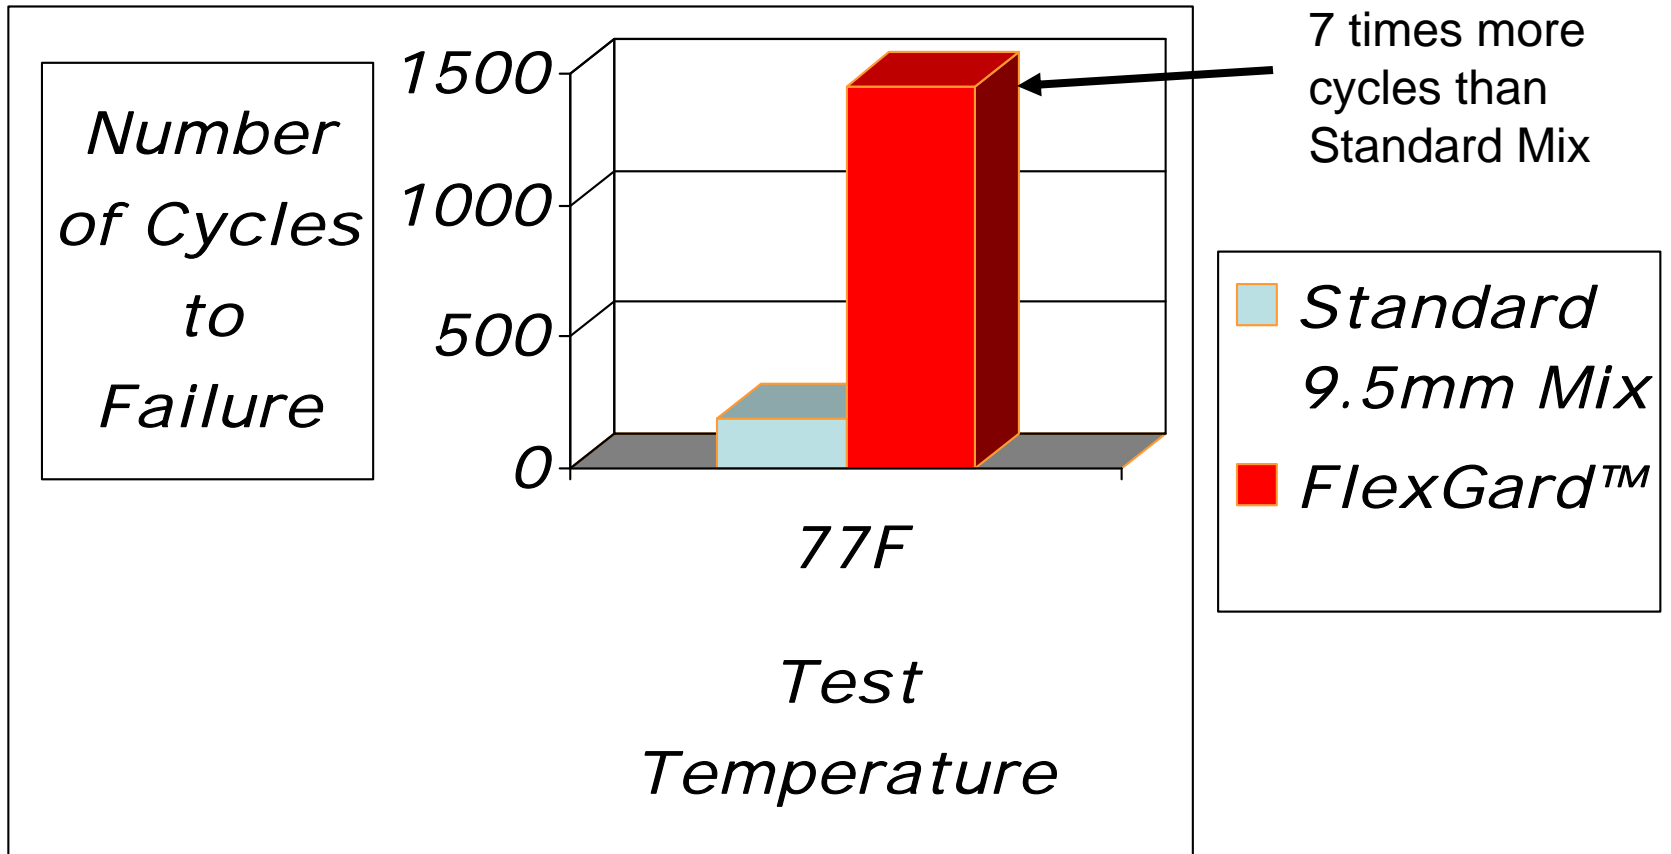 Number
of Cycles
to
Failure
1500
1000
500
0
77F
Test
Temperature
7 times more
cycles than
Standard Mix
Standard
9.5mm Mix
FlexGard™